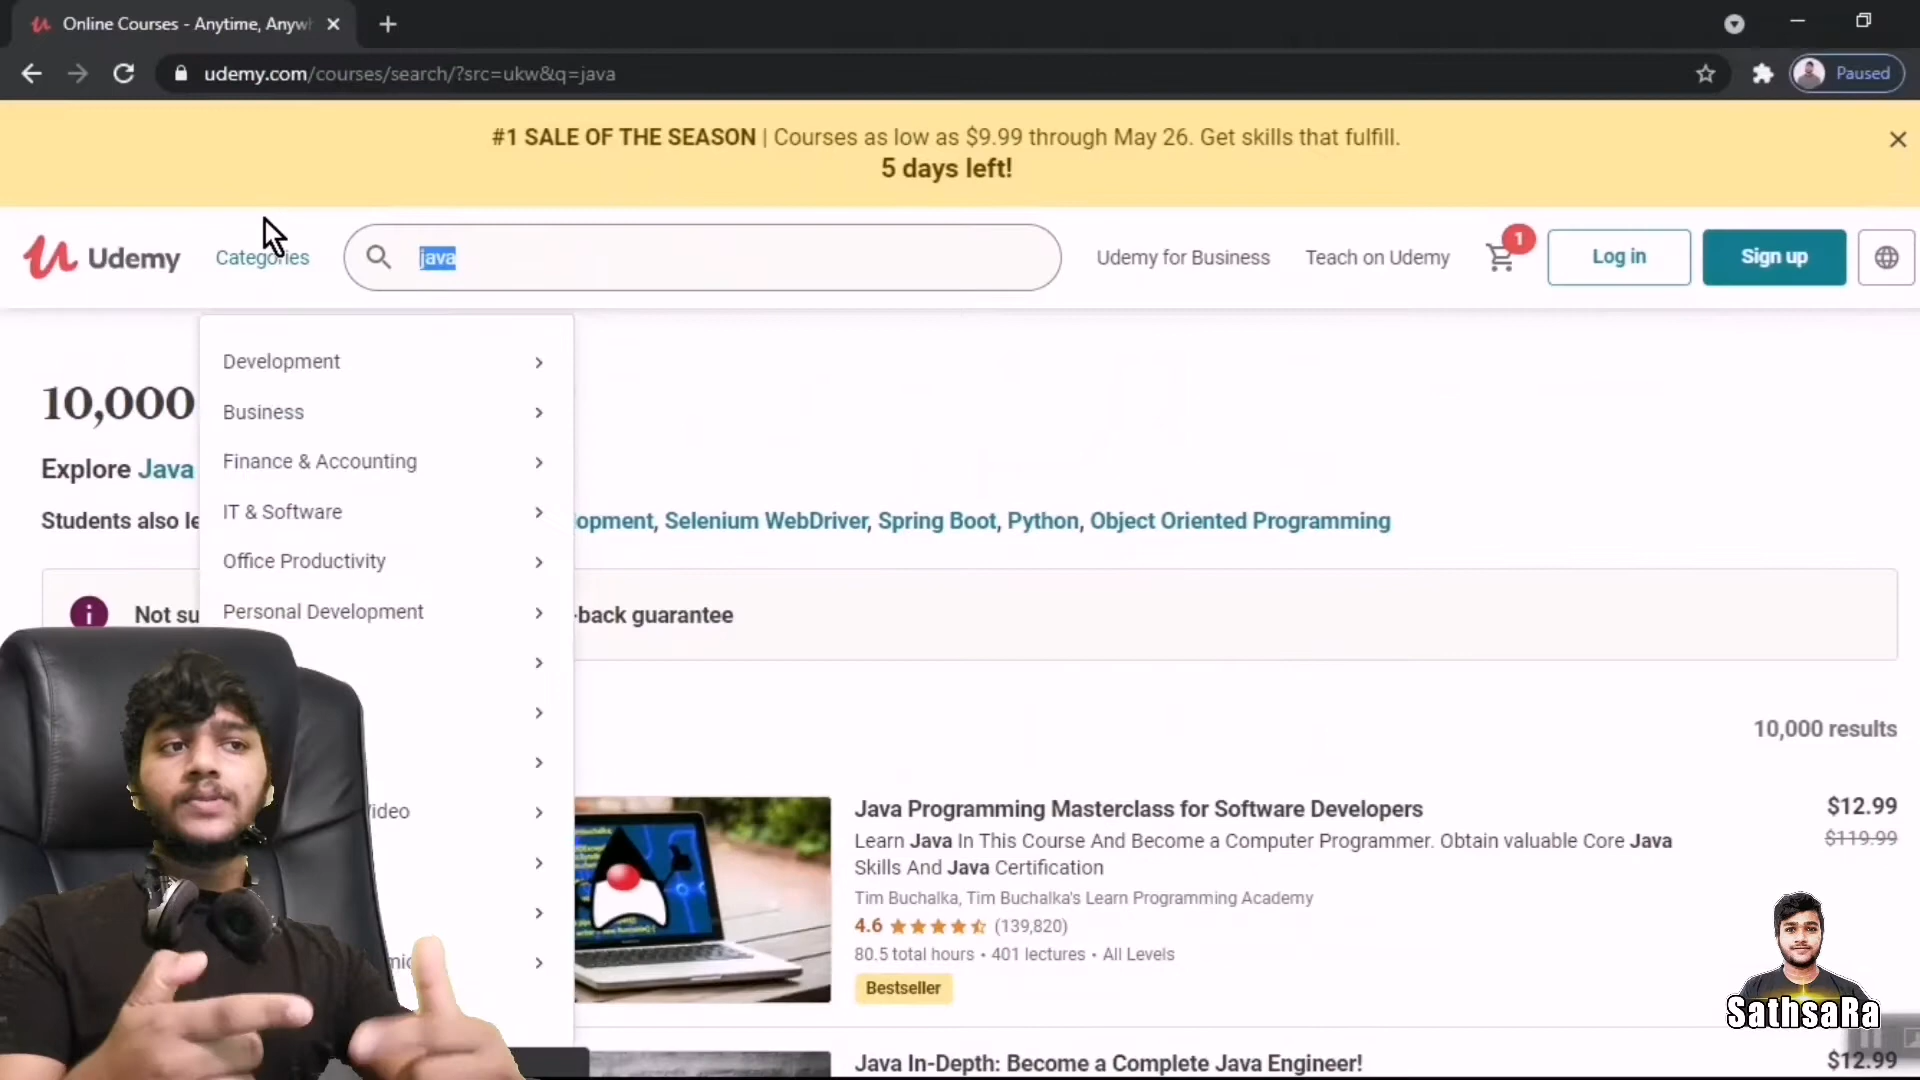 Online Courses - Anytime, Anyw
udemy.com/courses/search/?src=ukw&q=java
Paused
#1 SALE OF THE SEASON | Courses as low as $9.99 through May 26. Get skills that fulfill.
5 days left!
Udemy
Categories
java
Udemy for Business
Teach on Udemy
1
Log in
Sign up
Development
Business
Finance & Accounting
IT & Software
Office Productivity
Personal Development
10,000
Explore Java
Students also le
opment, Selenium WebDriver, Spring Boot, Python, Object Oriented Programming
Not su
-back guarantee
10,000 results
Java Programming Masterclass for Software Developers
$12.99
Learn Java In This Course And Become a Computer Programmer. Obtain valuable Core Java
$119.99
Skills And Java Certification
Tim Buchalka, Tim Buchalka's Learn Programming Academy
4.6 (139,820)
80.5 total hours • 401 lectures • All Levels
Bestseller
SathsaRa
Java In-Depth: Become a Complete Java Engineer!
$12.99